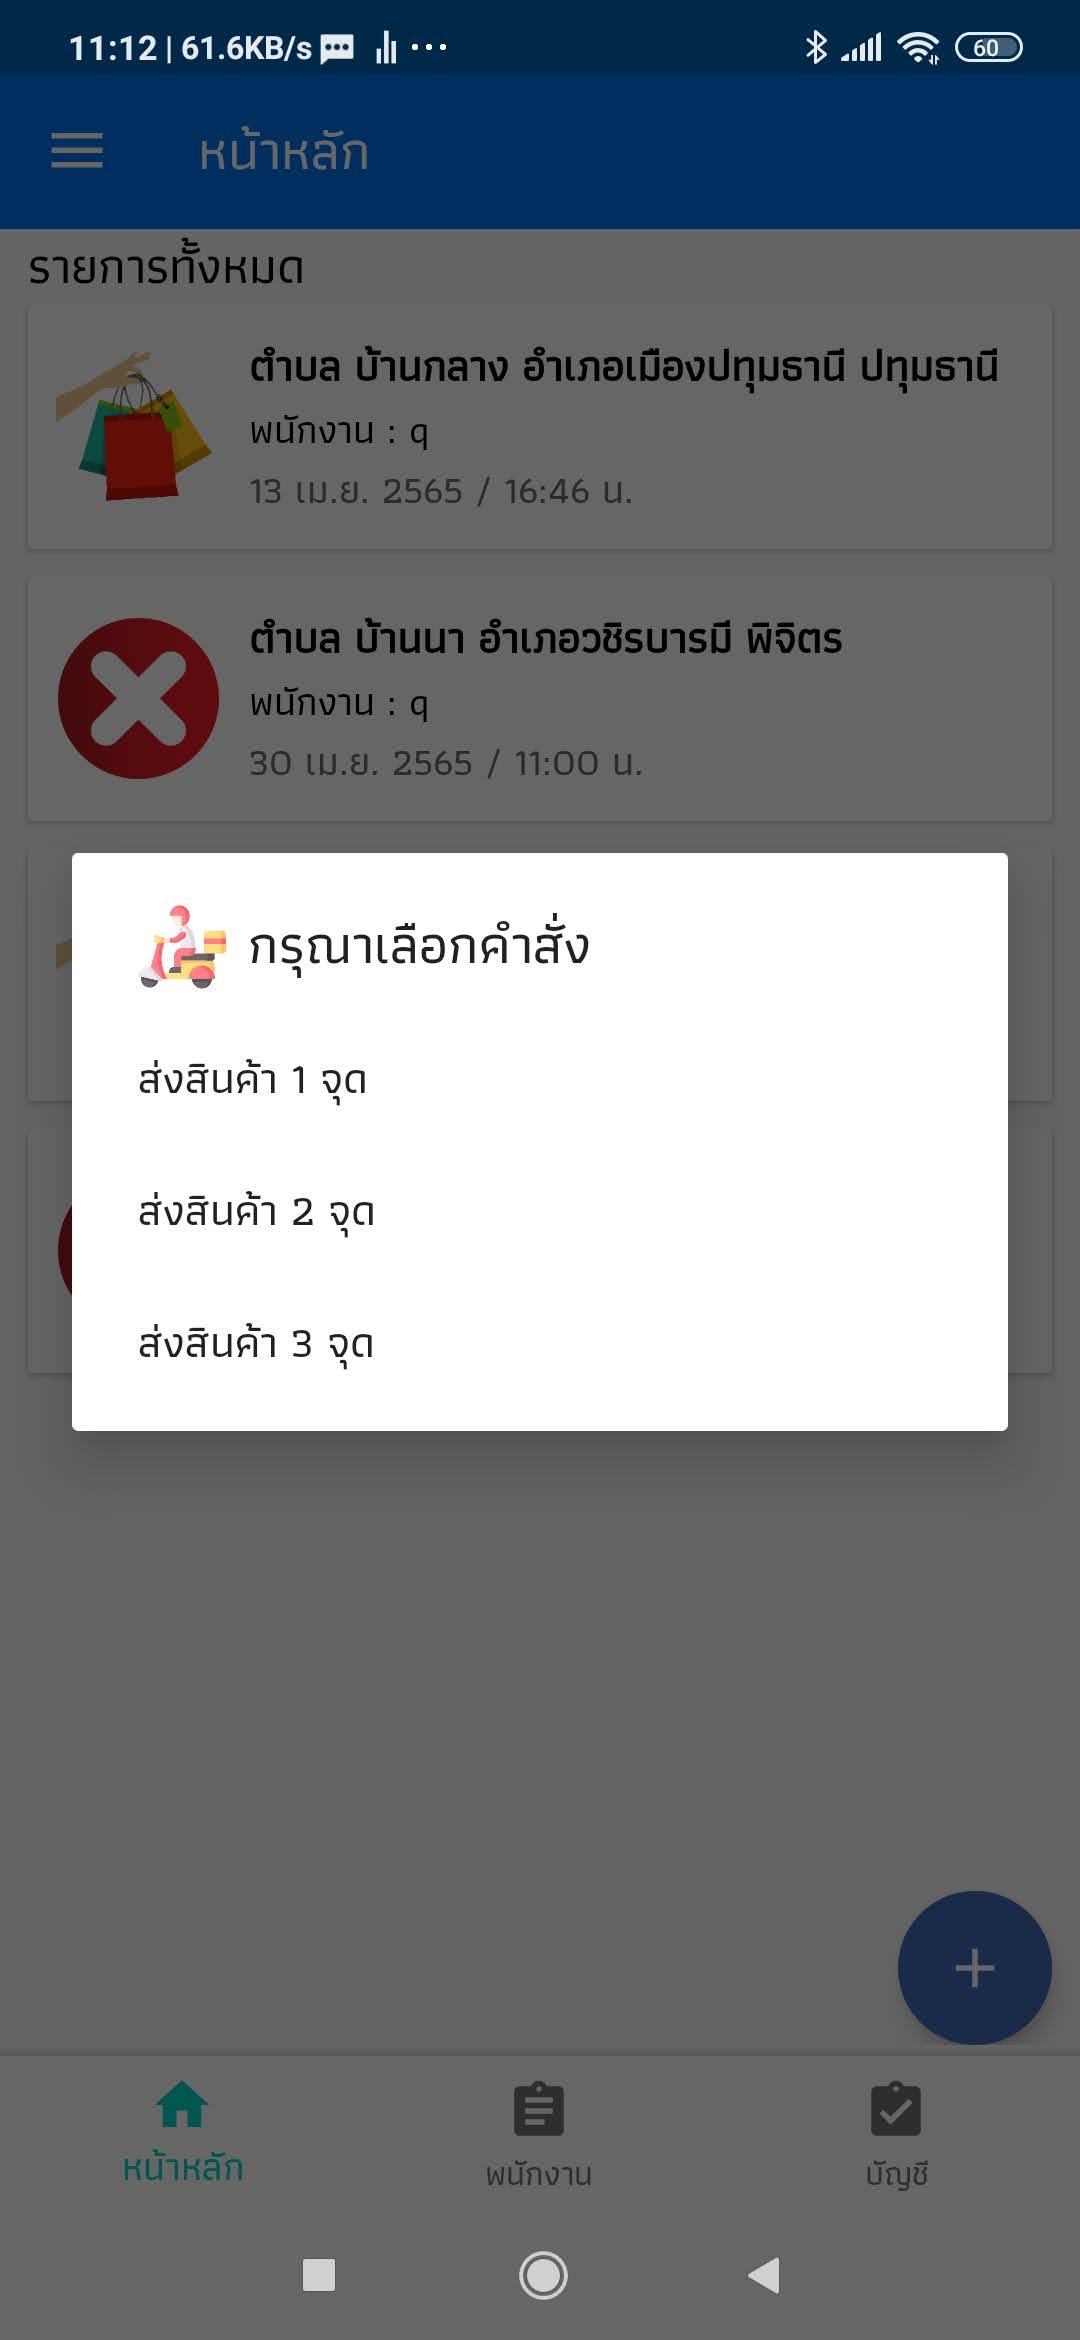 11:12 | 61.6KB/s
60
หน้าหลัก
รายการทั้งหมด
ตำบล บ้านกลาง อำเภอเมืองปทุมธานี ปทุมธานี
พนักงาน : q
13 เม.ย. 2565 / 16:46 น.
ตำบล บ้านนา อำเภอวชิรบารมี พิจิตร
พนักงาน : q
30 เม.ย. 2565 / 11:00 น.
กรุณาเลือกคำสั่ง
ส่งสินค้า 1 จุด
ส่งสินค้า 2 จุด
ส่งสินค้า 3 จุด
หน้าหลัก
พนักงาน
บัญชี